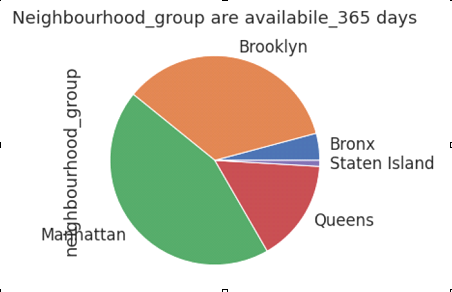 Neighbourhood_group are availabile_365 days
Brooklyn
neighbourhood_group
Bronx
Staten Island
Queens
Manhattan